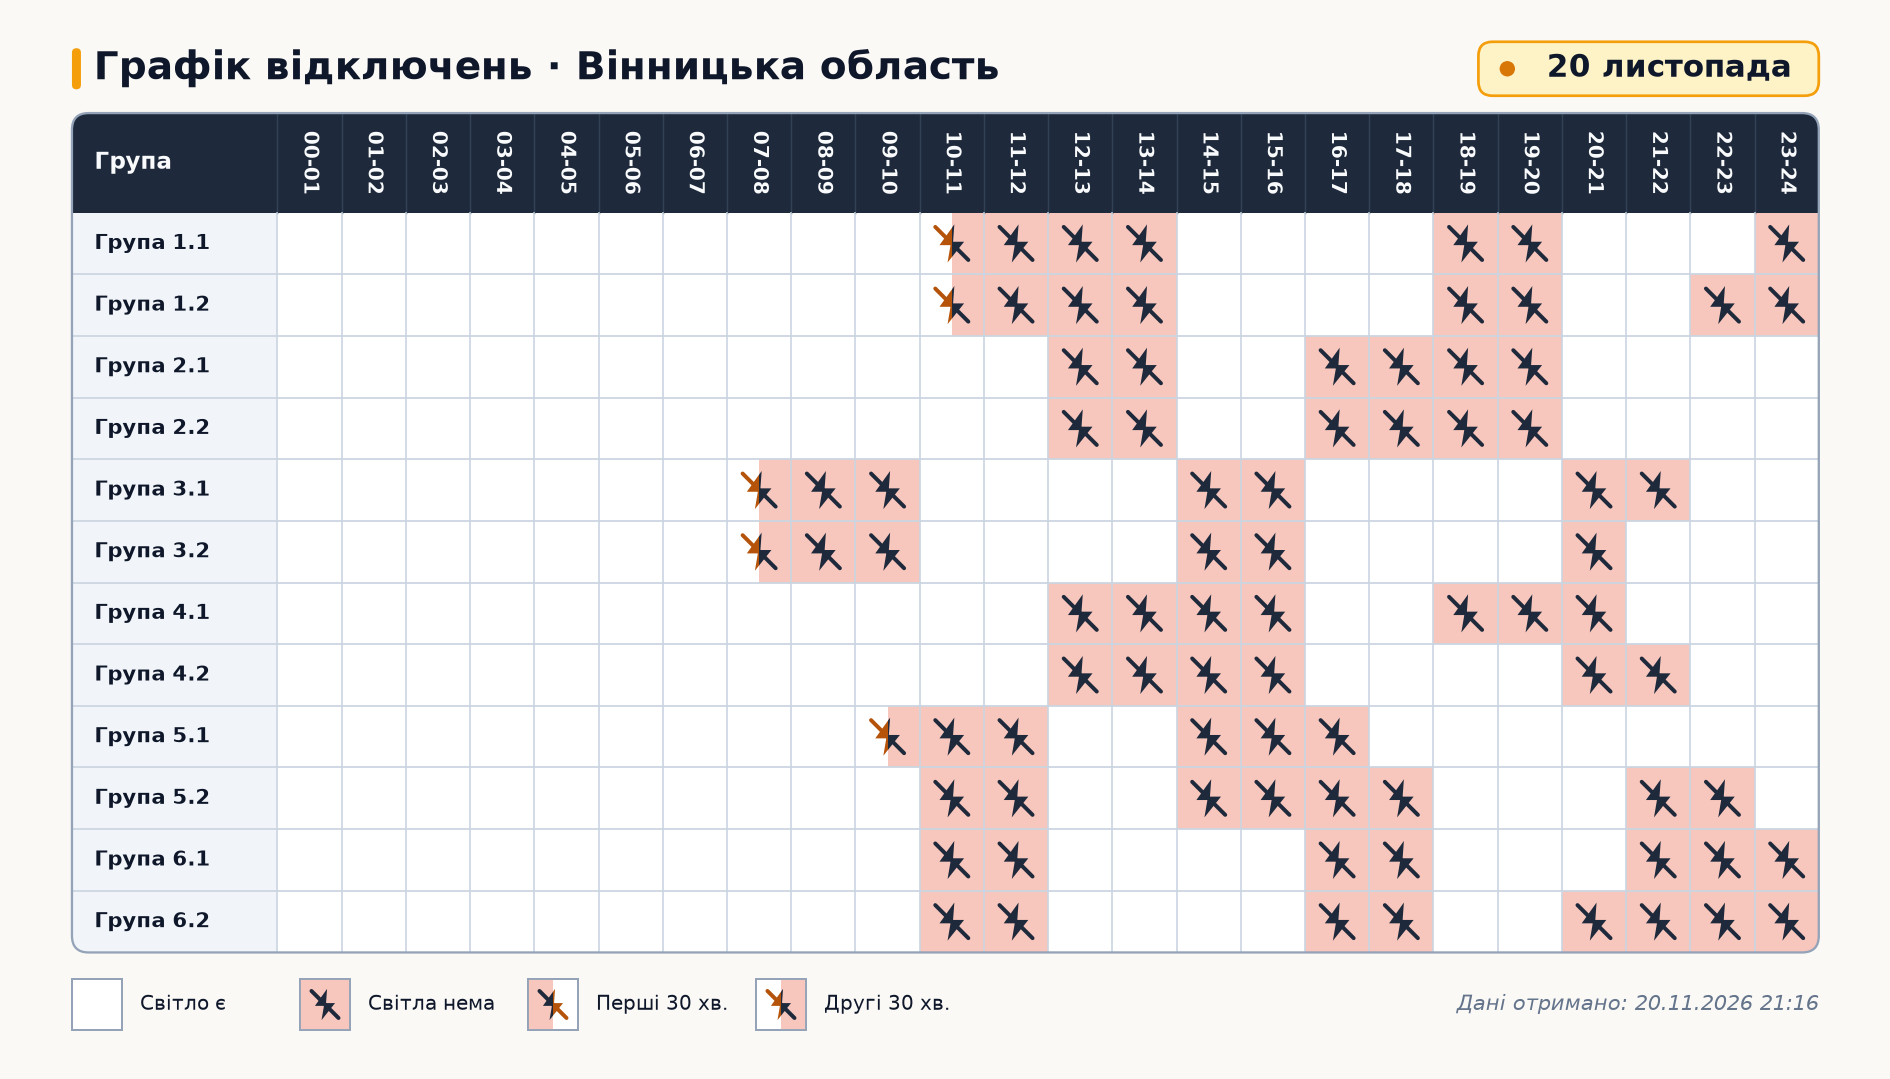 Графік відключень · Вінницька область
20 листопада
Група 00-01 01-02 02-03 03-04 04-05 05-06 06-07 07-08 08-09 09-10 10-11 11-12 12-13 13-14 14-15 15-16 16-17 17-18 18-19 19-20 20-21 21-22 22-23 23-24
Група 1.1
Група 1.2
Група 2.1
Група 2.2
Група 3.1
Група 3.2
Група 4.1
Група 4.2
Група 5.1
Група 5.2
Група 6.1
Група 6.2
Світло є Світла нема Перші 30 хв. Другі 30 хв.
Дані отримано: 20.11.2026 21:16